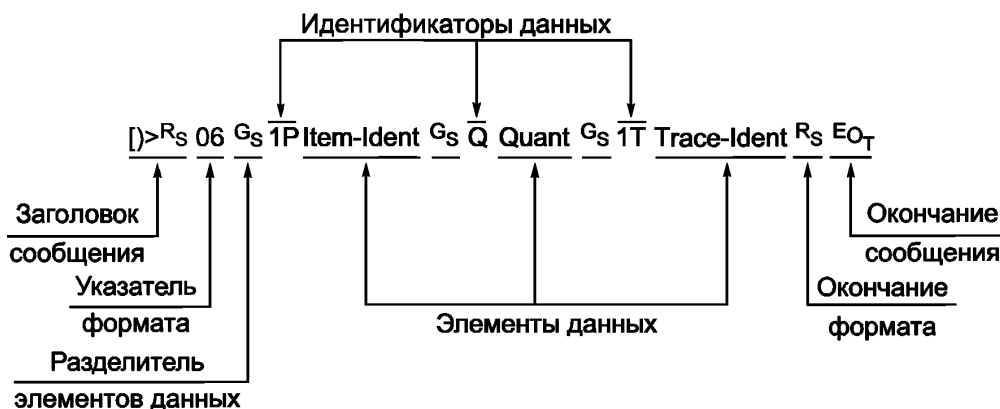 Идентификаторы данных
[)>RS 06 GS 1P Item-Ident GS Q Quant GS 1T Trace-Ident RS EOT
Заголовок
сообщения
Указатель
формата
Разделитель
элементов данных
Элементы данных
Окончание
сообщения
Окончание
формата